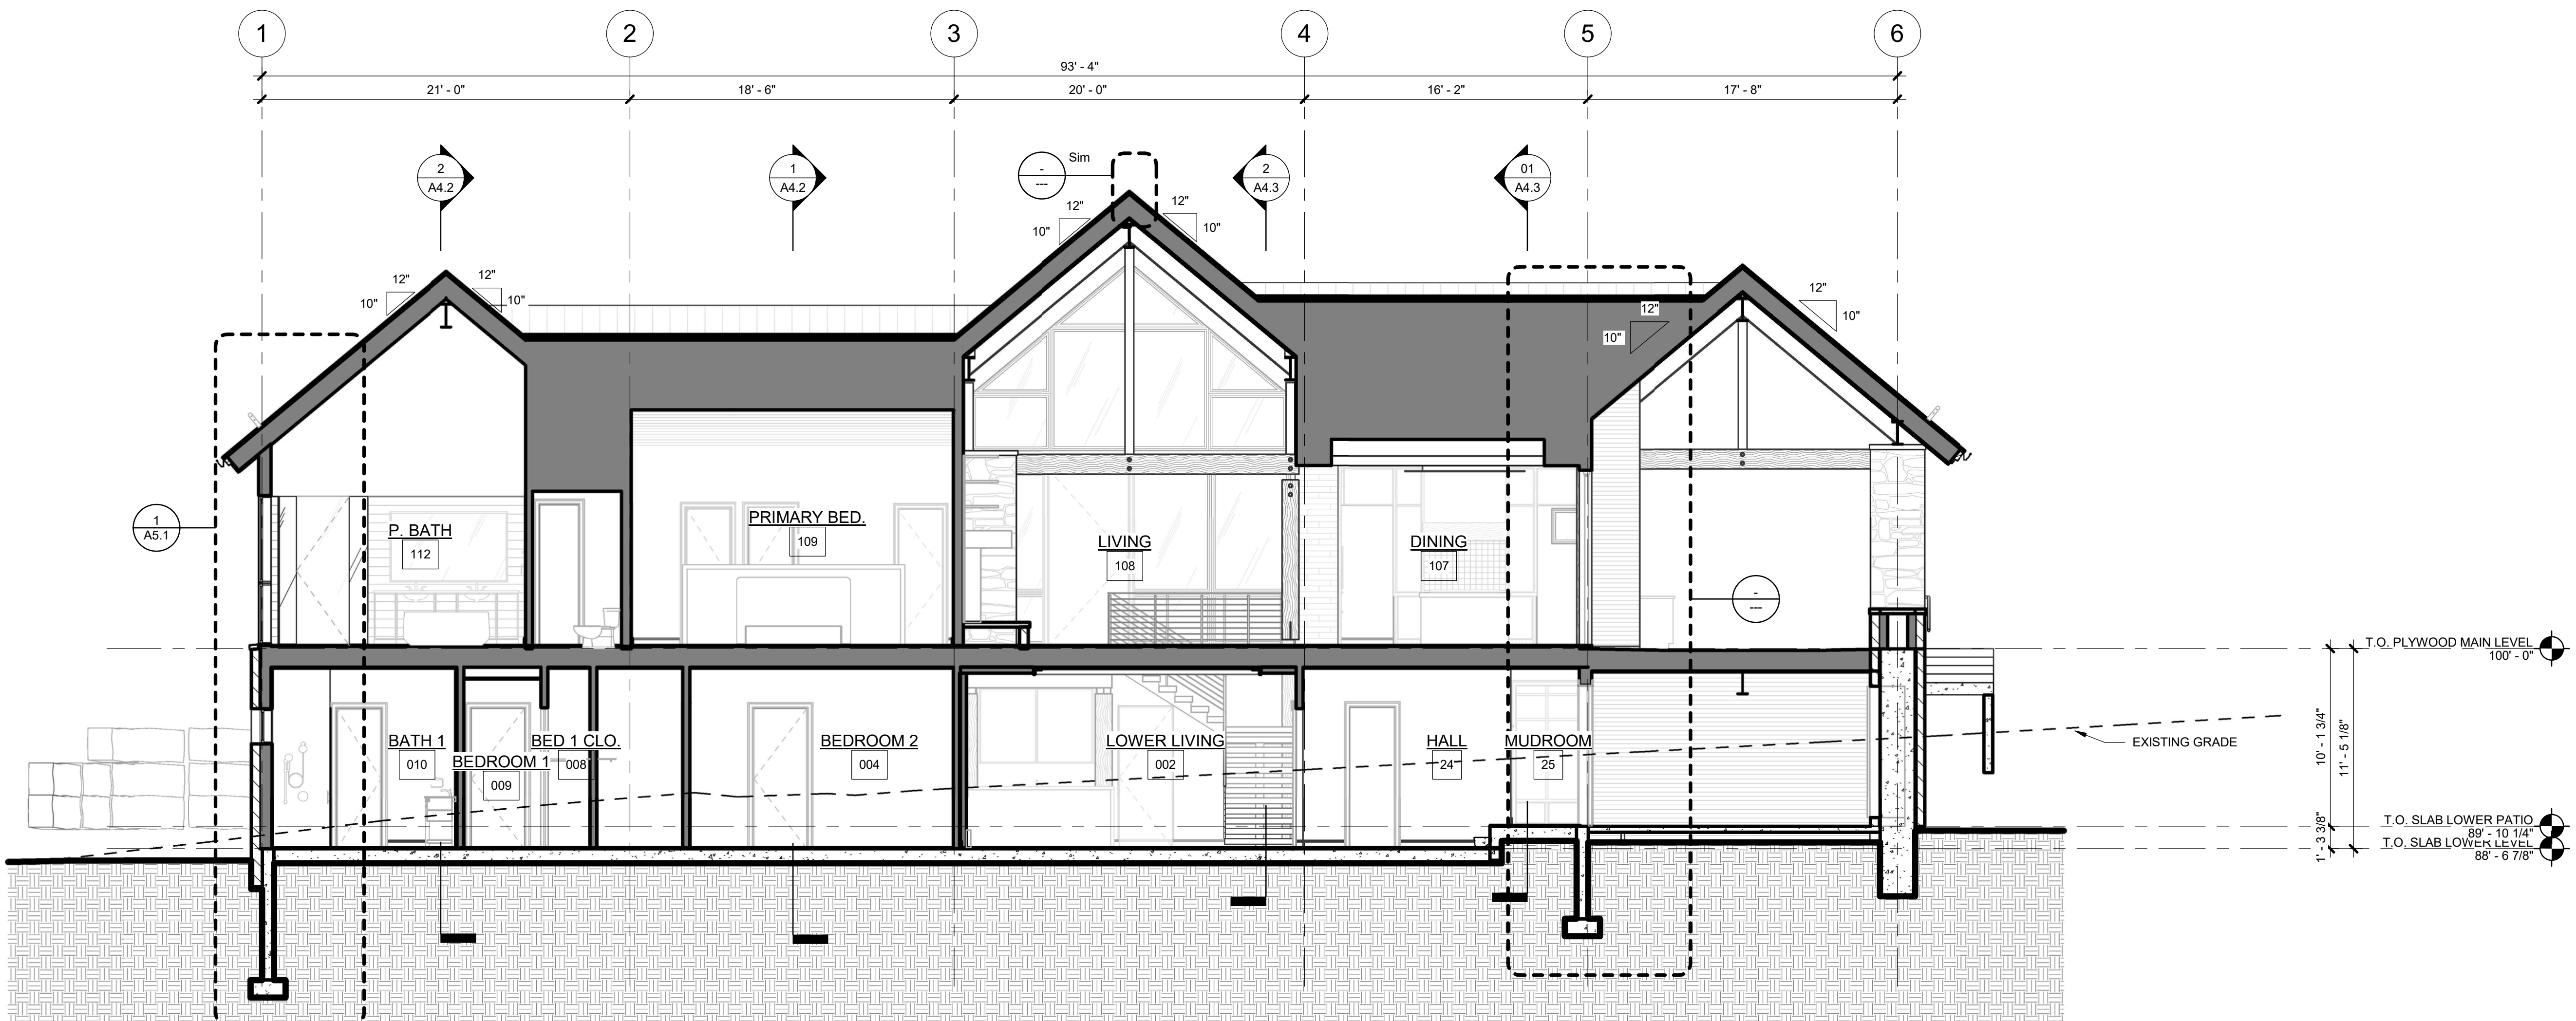 1
2
3
4
5
6
93' - 4"
21' - 0"
18' - 6"
20' - 0"
16' - 2"
17' - 8"
2
A4.2
1
A4.2
-
---
Sim
2
A4.3
01
A4.3
12"
10"
12"
10"
12"
10"
12"
10"
12"
10"
12"
10"
1
A5.1
P. BATH
112
PRIMARY BED.
109
LIVING
108
DINING
107
-
---
T.O. PLYWOOD MAIN LEVEL
100' - 0"
BATH 1
010
BEDROOM 1
009
BED 1 CLO.
008
BEDROOM 2
004
LOWER LIVING
002
HALL
24
MUDROOM
25
EXISTING GRADE
10' - 1 3/4"
11' - 5 1/8"
1' - 3 3/8"
T.O. SLAB LOWER PATIO
89' - 10 1/4"
T.O. SLAB LOWER LEVEL
88' - 6 7/8"